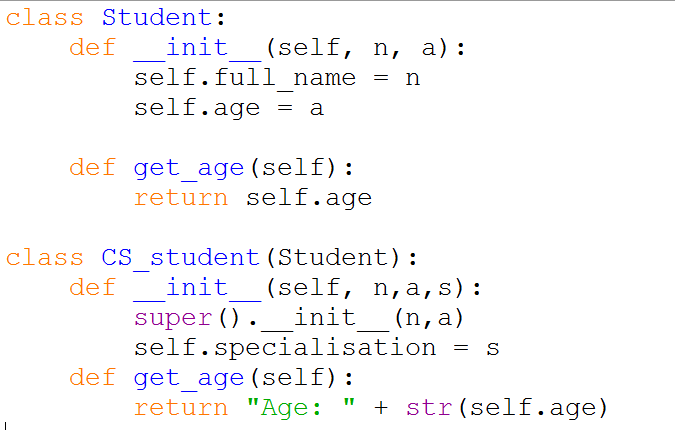 class Student:
    def __init__(self, n, a):
        self.full_name = n
        self.age = a

    def get_age(self):
        return self.age

class CS_student(Student):
    def __init__(self, n,a,s):
        super().__init__(n,a)
        self.specialisation = s
    def get_age(self):
        return "Age: " + str(self.age)